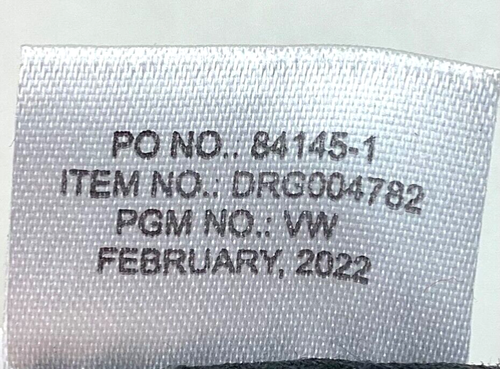 PO NO.: 84145-1
ITEM NO.: DRG004782
PGM NO.: VW
FEBRUARY, 2022